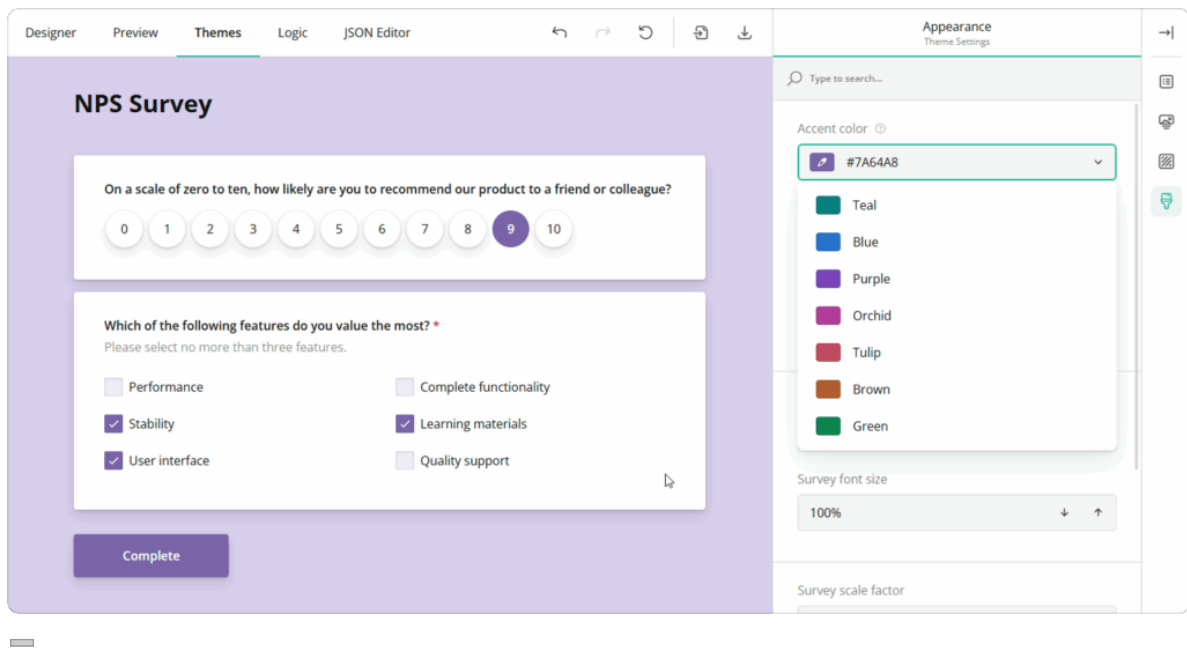 Designer Preview Themes Logic JSON Editor
Appearance
Theme Settings
NPS Survey
On a scale of zero to ten, how likely are you to recommend our product to a friend or colleague?
0 1 2 3 4 5 6 7 8 9 10
Which of the following features do you value the most? *
Please select no more than three features.
Performance Complete functionality
Stability Learning materials
User interface Quality support
Complete
Type to search...
Accent color
#7A64A8
Teal
Blue
Purple
Orchid
Tulip
Brown
Green
Survey font size
100%
Survey scale factor